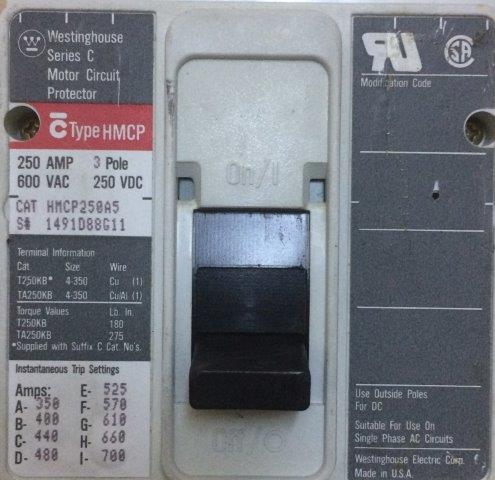 Westinghouse
Series C
Motor Circuit
Protector
C Type HMCP
250 AMP 3 Pole
600 VAC 250 VDC
CAT HMCP250A5
S# 1491D88G11
Terminal Information
Cat. Size Wire
T250KB* 4-350 Cu (1)
TA250KB 4-350 Cu/Al (1)
Torque Values Lb. In.
T250KB 180
TA250KB 275
*Supplied with Suffix C Cat. No's.
Instantaneous Trip Settings
Amps: E- 525
A- 350 F- 570
B- 400 G- 610
C- 440 H- 660
D- 480 I- 700
On/I
Off/O
W
UR
SA
Modification Code
Use Outside Poles
For DC
Suitable For Use On
Single Phase AC Circuits
Westinghouse Electric Corp.
Made in U.S.A.